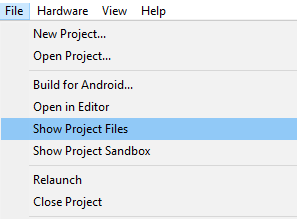 File Hardware View Help
New Project...
Open Project...
Build for Android...
Open in Editor
Show Project Files
Show Project Sandbox
Relaunch
Close Project